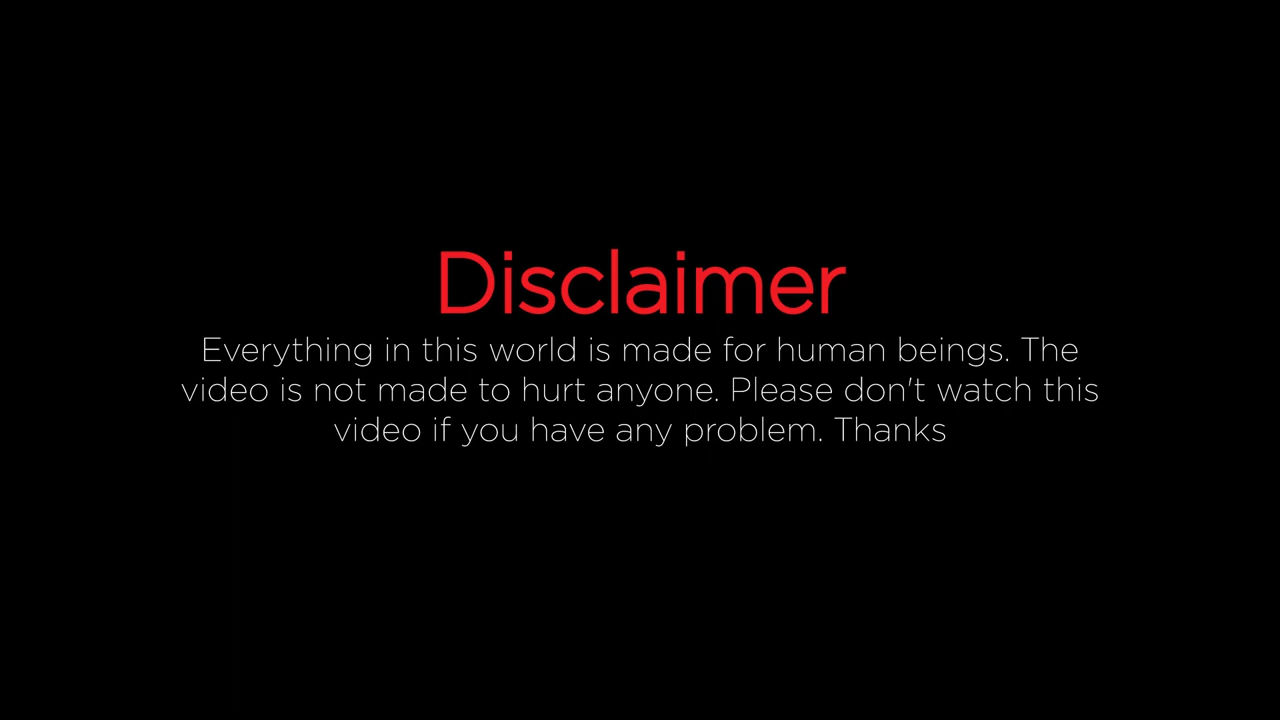 Disclaimer
Everything in this world is made for human beings. The
video is not made to hurt anyone. Please don't watch this
video if you have any problem. Thanks